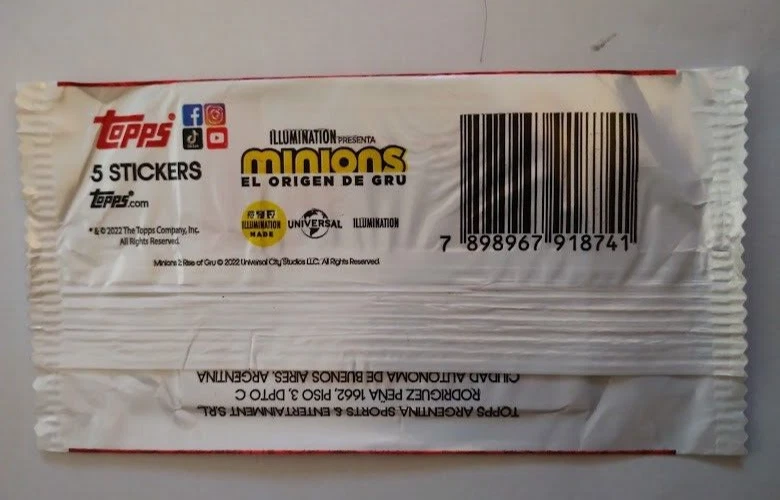 Topps
5 STICKERS
Topps.com
* & © 2022 The Topps Company, Inc.
All Rights Reserved.
ILLUMINATION PRESENTA
MINIONS
EL ORIGEN DE GRU
ILLUMINATION
MADE
UNIVERSAL
ILLUMINATION
Minions 2: Rise of Gru © 2022 Universal City Studios LLC. All Rights Reserved.
7 898967 918741
TOPPS ARGENTINA SPORTS & ENTERTAINMENT S.R.L.
RODRIGUEZ PEÑA 1662, PISO 3, DPTO C
CIUDAD AUTONOMA DE BUENOS AIRES. ARGENTINA